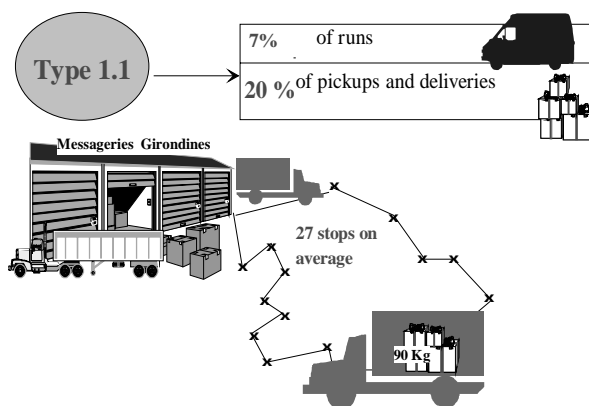 Type 1.1
7% of runs
20 % of pickups and deliveries
Messageries Girondines
27 stops on
average
90 Kg